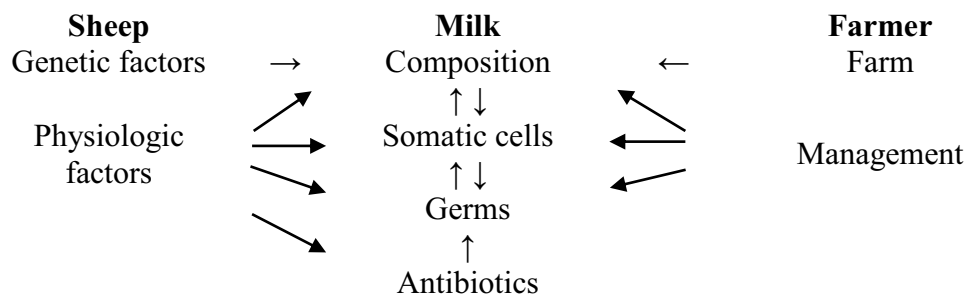 Sheep Milk Farmer
Genetic factors → Composition ← Farm
↑ ↓
Physiologic Somatic cells Management
factors ↑ ↓
Germs
↑
Antibiotics